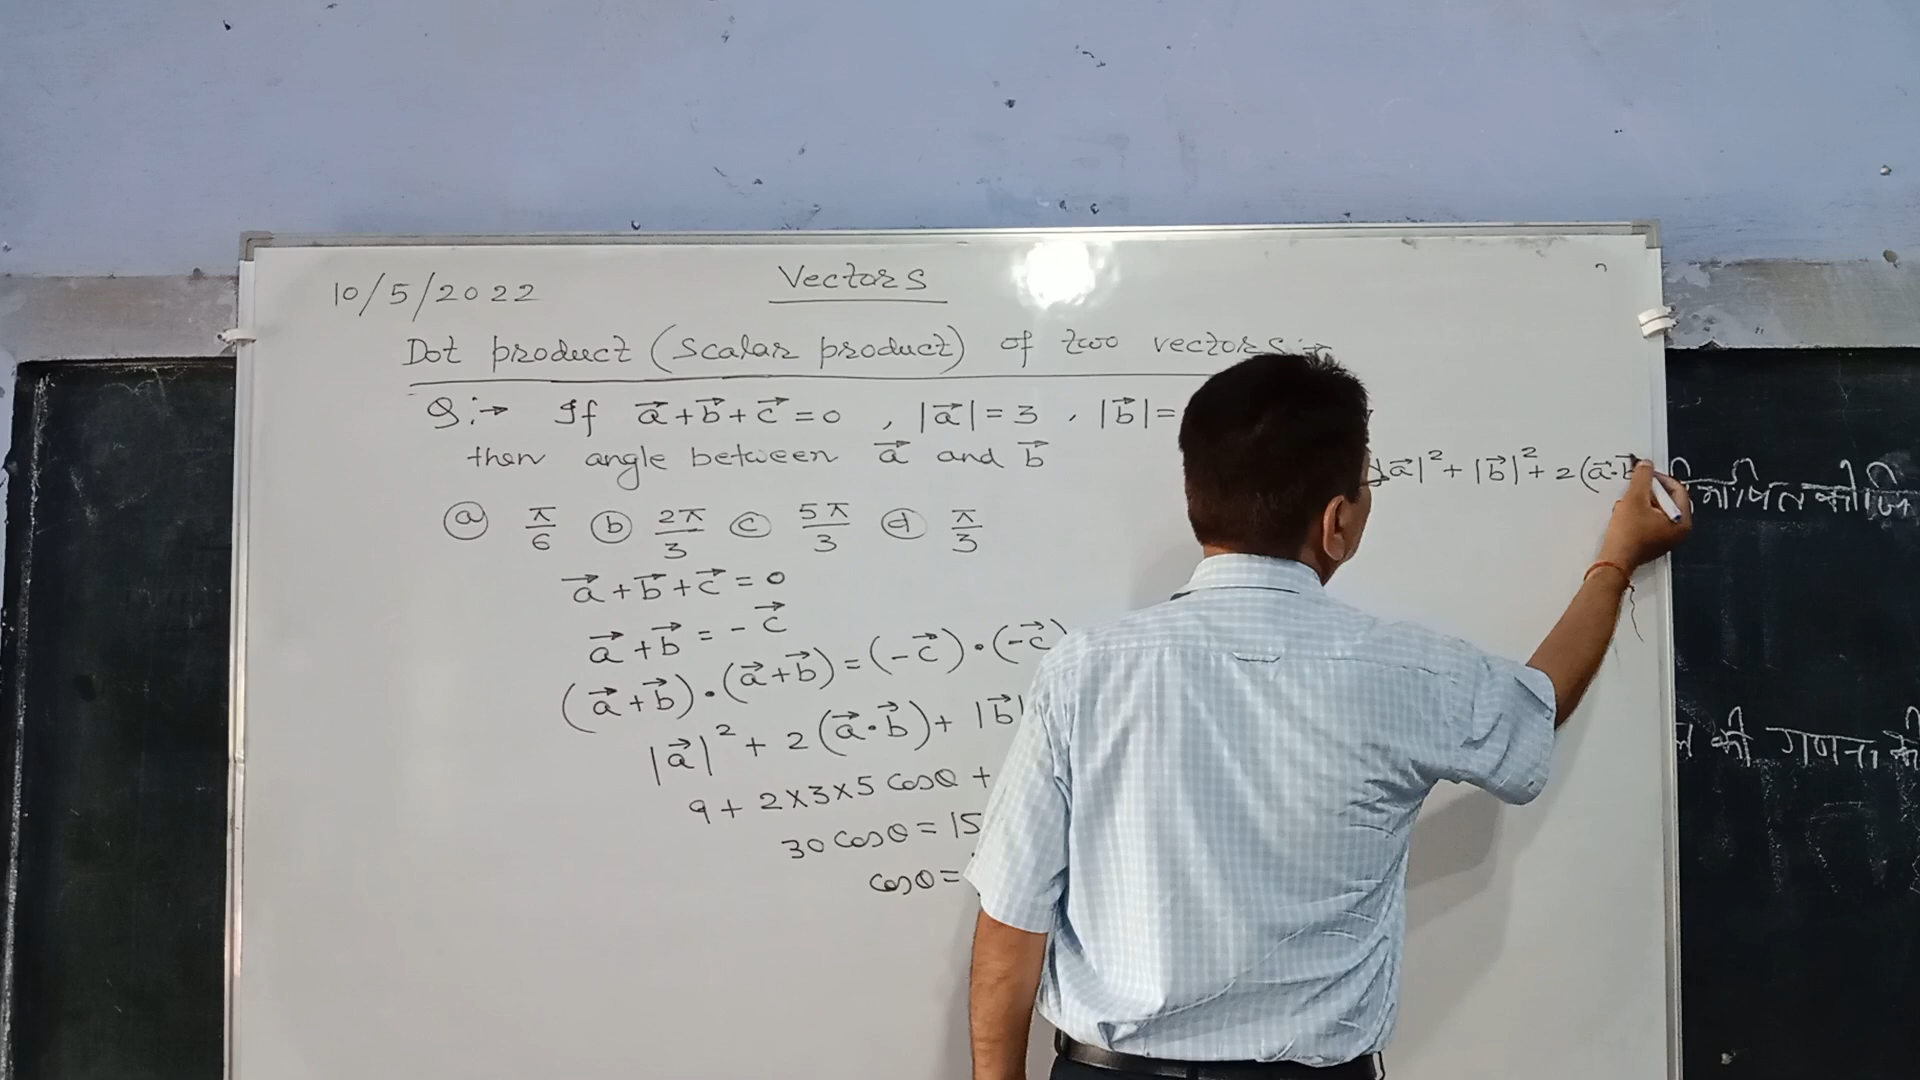 10/5/2022
Vectors
Dot product (Scalar product) of two vectors :→
Q:→ If a⃗+b⃗+c⃗=0 , |a⃗|=3 , |b⃗|=
then angle between a⃗ and b⃗
ⓐ π/6 ⓑ 2π/3 ⓒ 5π/3 ⓓ π/3
a⃗+b⃗+c⃗=0
a⃗+b⃗=-c⃗
(a⃗+b⃗)·(a⃗+b⃗)=(-c⃗)·(-c⃗)
|a⃗|²+2(a⃗·b⃗)+|b⃗|
9+2×3×5 cosθ+
30 cosθ=15
cosθ=
|a⃗|²+|b⃗|²+2(a⃗·b⃗
की गणना की